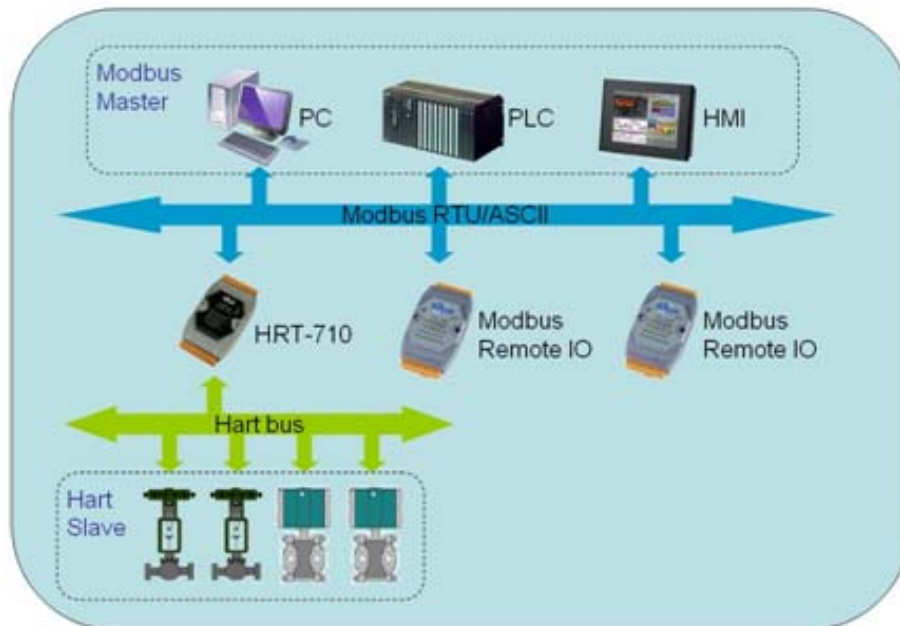 Modbus
Master
PC
PLC
HMI
Modbus RTU/ASCII
HRT-710
Modbus
Remote IO
Modbus
Remote IO
Hart bus
Hart
Slave